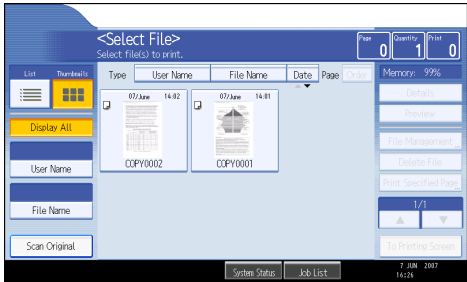 <Select File>
Select file(s) to print.
Page
0
Quantity
1
Print
0
List
Thumbnails
Type
User Name
File Name
Date
Page
Order
Memory: 99%
Display All
User Name
File Name
Scan Original
07/June 14:02
COPY0002
07/June 14:01
COPY0001
Details
Preview
File Management
Delete File
Print Specified Page
1/1
To Printing Screen
System Status
Job List
7 JUN 2007
16:26